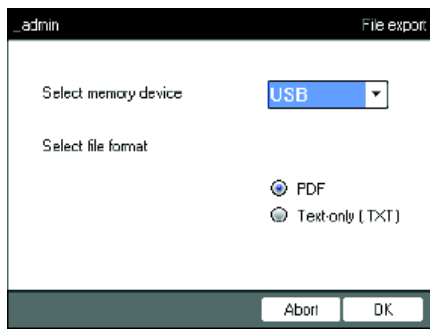 _admin File export
Select memory device USB
Select file format
PDF
Text-only ( TXT )
Abort OK